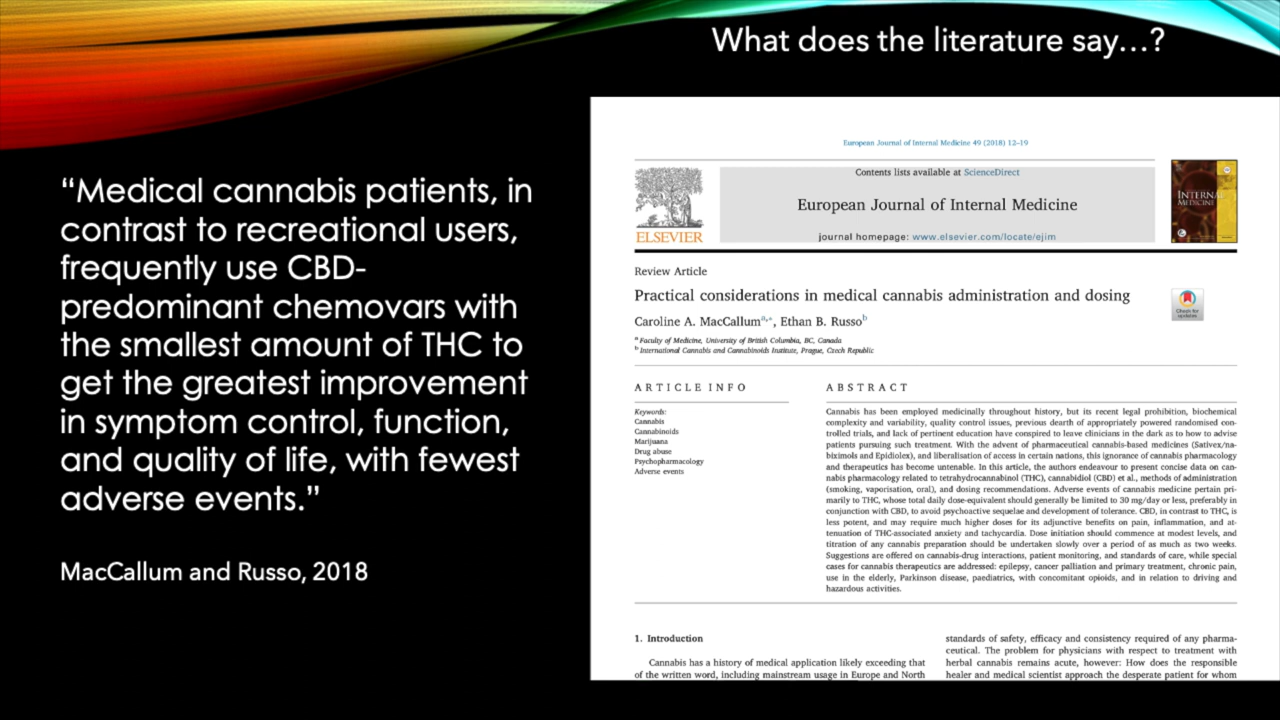 What does the literature say...?
“Medical cannabis patients, in
contrast to recreational users,
frequently use CBD-
predominant chemovars with
the smallest amount of THC to
get the greatest improvement
in symptom control, function,
and quality of life, with fewest
adverse events.”
MacCallum and Russo, 2018
European Journal of Internal Medicine 49 (2018) 12–19
Contents lists available at ScienceDirect
European Journal of Internal Medicine
journal homepage: www.elsevier.com/locate/ejim
ELSEVIER
INTERNAL
MEDICINE
Review Article
Practical considerations in medical cannabis administration and dosing
Check for
updates
Caroline A. MacCallum a,*, Ethan B. Russo b
a Faculty of Medicine, University of British Columbia, BC, Canada
b International Cannabis and Cannabinoids Institute, Prague, Czech Republic
ARTICLE INFO
Keywords:
Cannabis
Cannabinoids
Marijuana
Drug abuse
Psychopharmacology
Adverse events
ABSTRACT
Cannabis has been employed medicinally throughout history, but its recent legal prohibition, biochemical
complexity and variability, quality control issues, previous dearth of appropriately powered randomised con-
trolled trials, and lack of pertinent education have conspired to leave clinicians in the dark as to how to advise
patients pursuing such treatment. With the advent of pharmaceutical cannabis-based medicines (Sativex/na-
biximols and Epidiolex), and liberalisation of access in certain nations, this ignorance of cannabis pharmacology
and therapeutics has become untenable. In this article, the authors endeavour to present concise data on can-
nabis pharmacology related to tetrahydrocannabinol (THC), cannabidiol (CBD) et al., methods of administration
(smoking, vaporisation, oral), and dosing recommendations. Adverse events of cannabis medicine pertain pri-
marily to THC, whose total daily dose-equivalent should generally be limited to 30 mg/day or less, preferably in
conjunction with CBD, to avoid psychoactive sequelae and development of tolerance. CBD, in contrast to THC, is
less potent, and may require much higher doses for its adjunctive benefits on pain, inflammation, and at-
tenuation of THC-associated anxiety and tachycardia. Dose initiation should commence at modest levels, and
titration of any cannabis preparation should be undertaken slowly over a period of as much as two weeks.
Suggestions are offered on cannabis-drug interactions, patient monitoring, and standards of care, while special
cases for cannabis therapeutics are addressed: epilepsy, cancer palliation and primary treatment, chronic pain,
use in the elderly, Parkinson disease, paediatrics, with concomitant opioids, and in relation to driving and
hazardous activities.
1. Introduction
Cannabis has a history of medical application likely exceeding that
of the written word, including mainstream usage in Europe and North
standards of safety, efficacy and consistency required of any pharma-
ceutical. The problem for physicians with respect to treatment with
herbal cannabis remains acute, however: How does the responsible
healer and medical scientist approach the desperate patient for whom